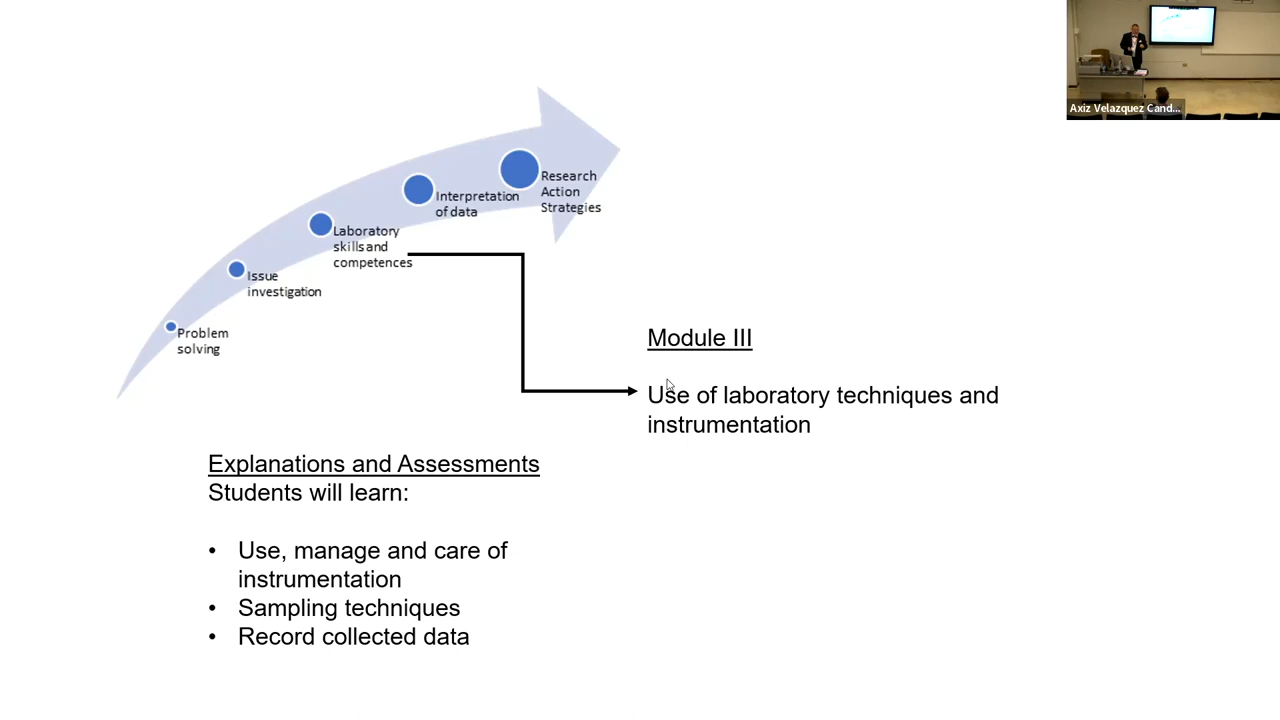 Axiz Velazquez Cand...
Research
Action
Strategies
Interpretation
of data
Laboratory
skills and
competences
Issue
investigation
Problem
solving
Module III
Use of laboratory techniques and
instrumentation
Explanations and Assessments
Students will learn:
• Use, manage and care of
instrumentation
• Sampling techniques
• Record collected data